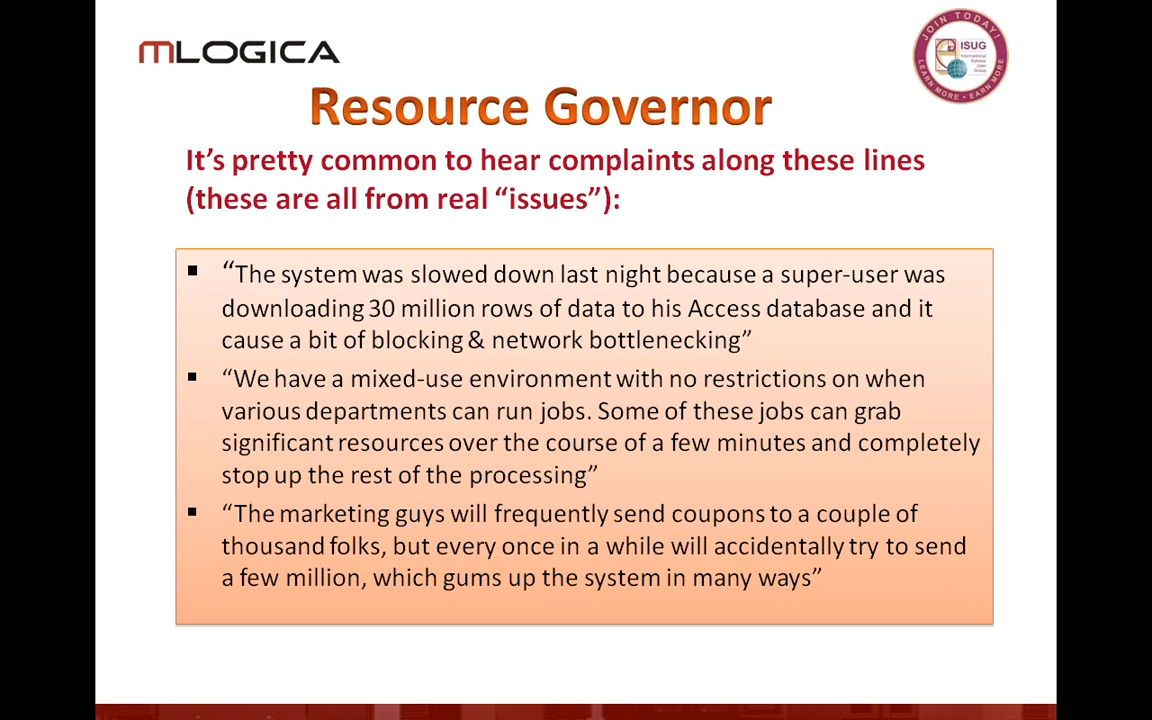 mLOGICA
JOIN TODAY!
ISUG
International
Sybase
User
Group
LEARN MORE • EARN MORE
Resource Governor
It's pretty common to hear complaints along these lines
(these are all from real “issues”):
▪ “The system was slowed down last night because a super-user was
downloading 30 million rows of data to his Access database and it
cause a bit of blocking & network bottlenecking”
▪ “We have a mixed-use environment with no restrictions on when
various departments can run jobs. Some of these jobs can grab
significant resources over the course of a few minutes and completely
stop up the rest of the processing”
▪ “The marketing guys will frequently send coupons to a couple of
thousand folks, but every once in a while will accidentally try to send
a few million, which gums up the system in many ways”